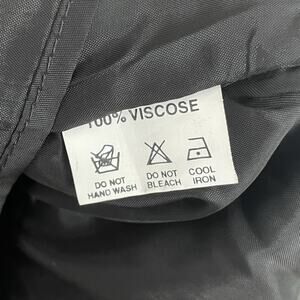 100% VISCOSE
DO NOT HAND WASH
DO NOT BLEACH
COOL IRON